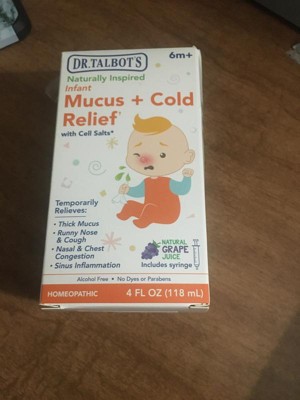 DR. TALBOT'S
6m+
Naturally Inspired
Infant
Mucus + Cold
Relief†
with Cell Salts*
Temporarily
Relieves:
• Thick Mucus
• Runny Nose
& Cough
• Nasal & Chest
Congestion
• Sinus Inflammation
NATURAL
GRAPE
JUICE
Includes syringe
Alcohol Free • No Dyes or Parabens
HOMEOPATHIC
4 FL OZ (118 mL)